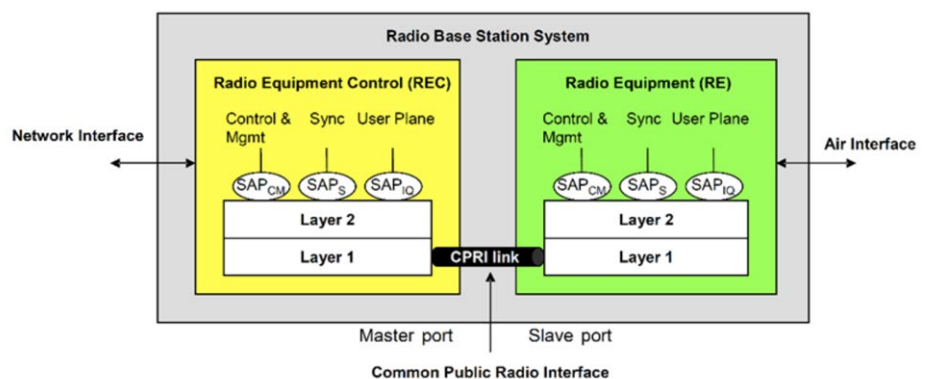 Radio Base Station System
Radio Equipment Control (REC)
Radio Equipment (RE)
Control & Mgmt
Sync
User Plane
Control & Mgmt
Sync
User Plane
Network Interface
Air Interface
SAPCM
SAPS
SAPIQ
SAPCM
SAPS
SAPIQ
Layer 2
Layer 2
Layer 1
CPRI link
Layer 1
Master port
Slave port
Common Public Radio Interface